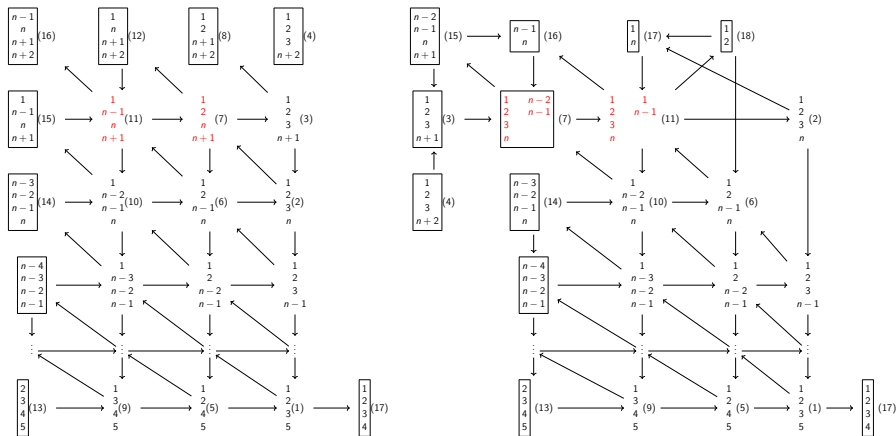 n − 1
n
n + 1
n + 2
(16)
1
n
n + 1
n + 2
(12)
1
2
n + 1
n + 2
(8)
1
2
3
n + 2
(4)
1
n − 1
n
n + 1
(15)
1
n − 1
n
n + 1
(11)
1
2
n
n + 1
(7)
1
2
3
n + 1
(3)
n − 3
n − 2
n − 1
n
(14)
1
n − 2
n − 1
n
(10)
1
2
n − 1
n
(6)
1
2
3
n
(2)
n − 4
n − 3
n − 2
n − 1
1
n − 3
n − 2
n − 1
1
2
n − 2
n − 1
1
2
3
n − 1
⋮ ⋮ ⋮ ⋮
2
3
4
5
(13)
1
3
4
5
(9)
1
2
4
5
(5)
1
2
3
5
(1)
1
2
3
4
(17)
n − 2
n − 1
n
n + 1
(15)
n − 1
n
(16)
1
n
(17)
1
2
(18)
1
2
3
n + 1
(3)
1 n − 2
2 n − 1
3
n
(7)
1 1
2 n − 1
3
n
(11)
1
2
3
n
(2)
1
2
3
n + 2
(4)
n − 3
n − 2
n − 1
n
(14)
1
n − 2
n − 1
n
(10)
1
2
n − 1
n
(6)
n − 4
n − 3
n − 2
n − 1
1
n − 3
n − 2
n − 1
1
2
n − 2
n − 1
1
2
3
n − 1
⋮ ⋮ ⋮ ⋮
2
3
4
5
(13)
1
3
4
5
(9)
1
2
4
5
(5)
1
2
3
5
(1)
1
2
3
4
(17)